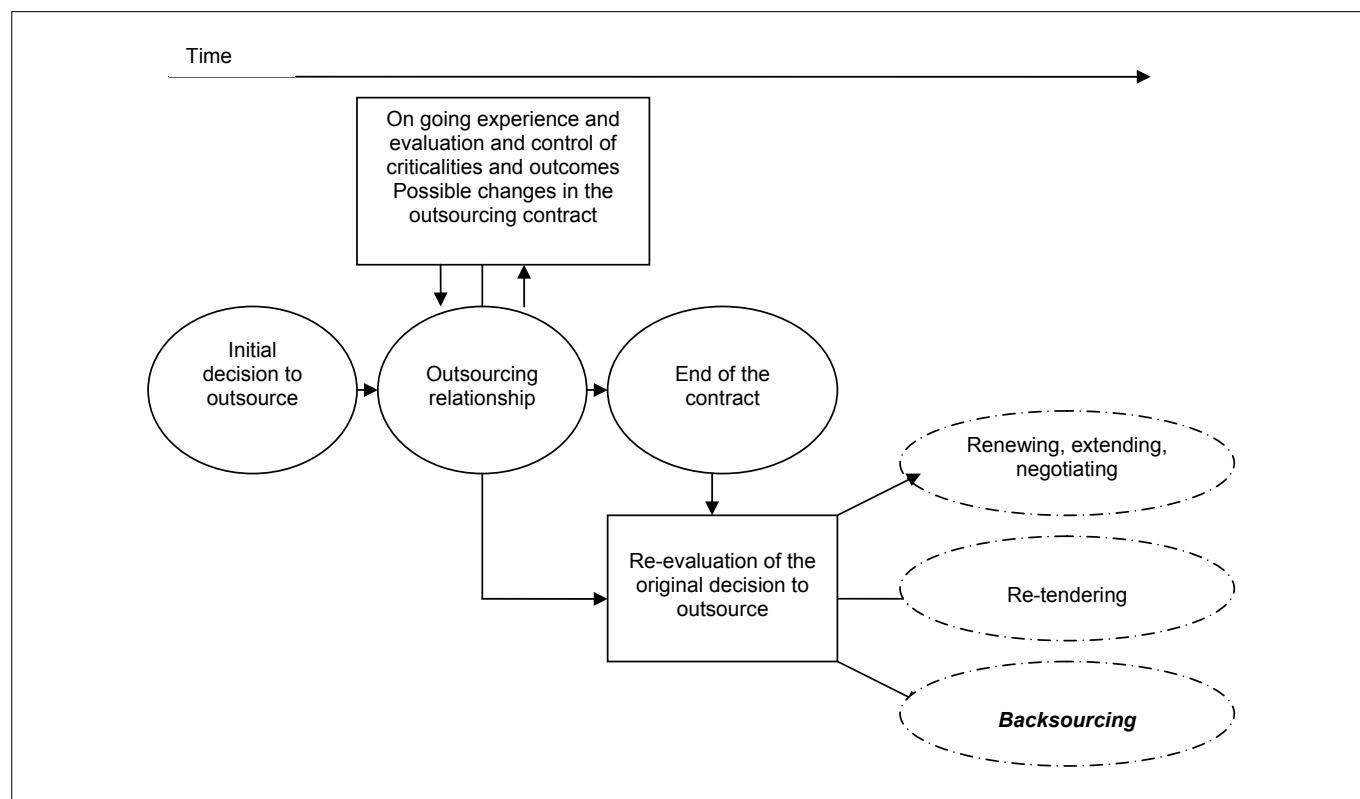 Time
On going experience and
evaluation and control of
criticalities and outcomes
Possible changes in the
outsourcing contract
Initial
decision to
outsource
Outsourcing
relationship
End of the
contract
Renewing, extending,
negotiating
Re-evaluation of the
original decision to
outsource
Re-tendering
Backsourcing